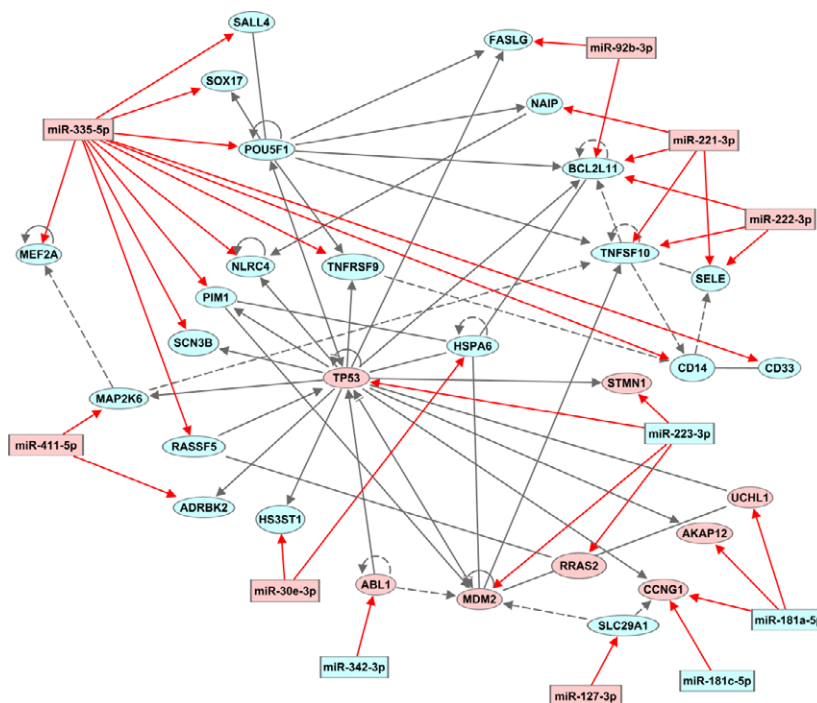 SALL4
FASLG
miR-92b-3p
SOX17
NAIP
miR-335-5p
POU5F1
miR-221-3p
BCL2L11
miR-222-3p
MEF2A
NLRC4
TNFRSF9
TNFSF10
SELE
PIM1
SCN3B
HSPA6
CD14
CD33
TP53
STMN1
MAP2K6
miR-411-5p
RASSF5
miR-223-3p
ADRBK2
HS3ST1
UCHL1
AKAP12
RRAS2
miR-30e-3p
ABL1
MDM2
CCNG1
SLC29A1
miR-181a-5p
miR-342-3p
miR-181c-5p
miR-127-3p